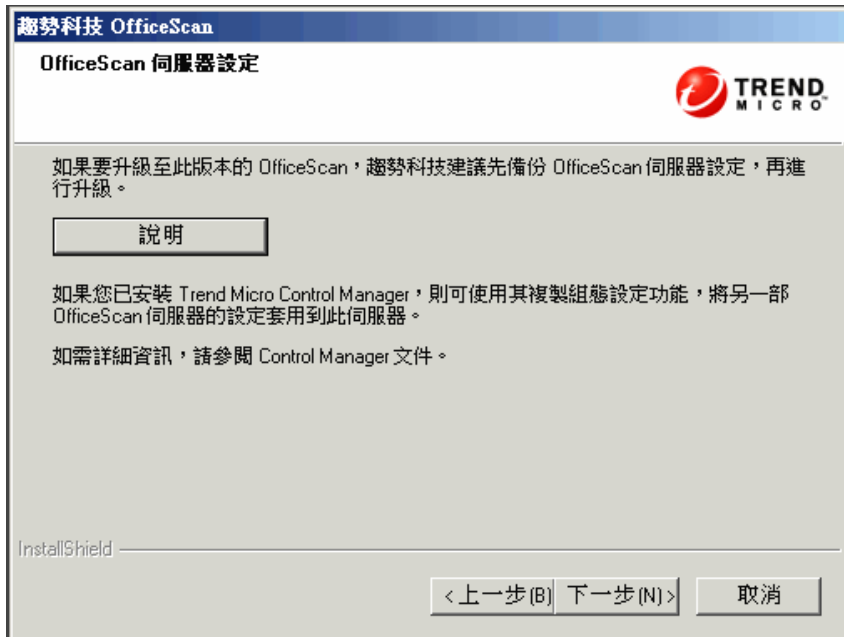 趨勢科技 OfficeScan
OfficeScan 伺服器設定
TREND
MICRO™
如果要升級至此版本的 OfficeScan，趨勢科技建議先備份 OfficeScan 伺服器設定，再進
行升級。
說明
如果您已安裝 Trend Micro Control Manager，則可使用其複製組態設定功能，將另一部
OfficeScan 伺服器的設定套用到此伺服器。
如需詳細資訊，請參閱 Control Manager 文件。
InstallShield
<上一步(B) 下一步(N)> 取消